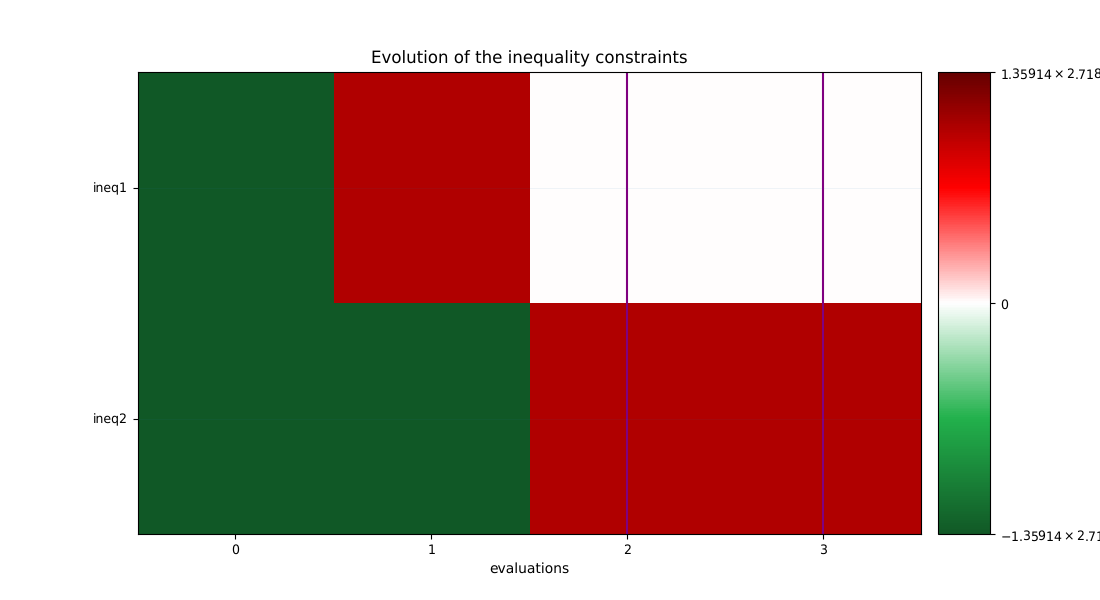 Evolution of the inequality constraints
1.35914×2.718
ineq1
0
ineq2
−1.35914×2.71
0 1 2 3
evaluations